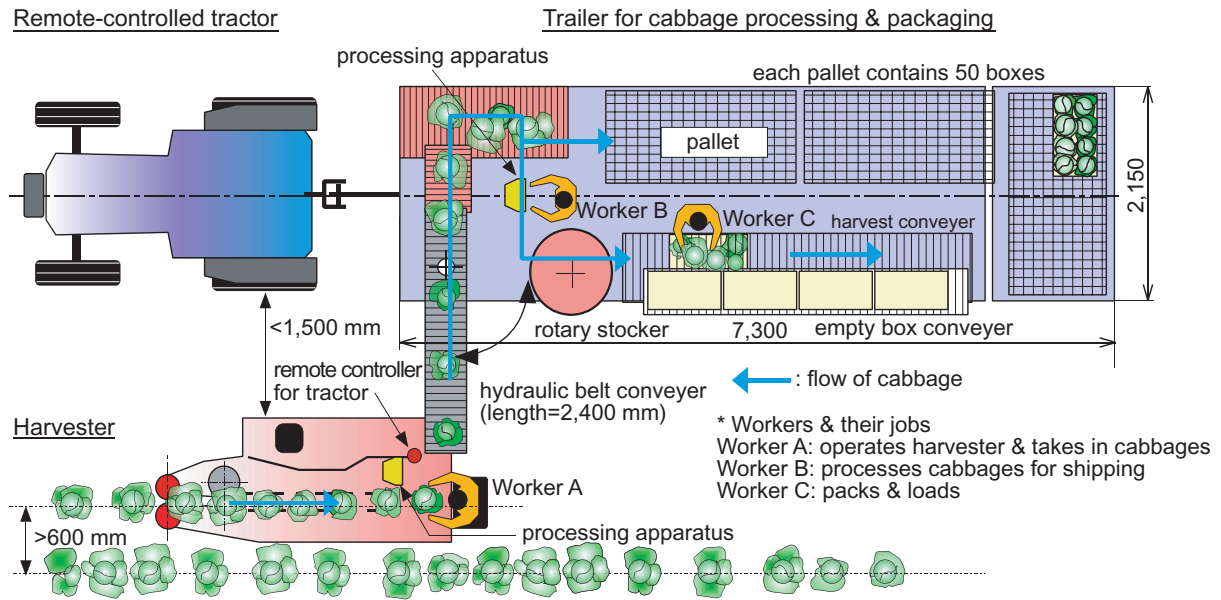 Remote-controlled tractor
Trailer for cabbage processing & packaging
processing apparatus
each pallet contains 50 boxes
pallet
Worker B
Worker C
harvest conveyer
2,150
<1,500 mm
rotary stocker
7,300
empty box conveyer
remote controller
for tractor
hydraulic belt conveyer
(length=2,400 mm)
: flow of cabbage
Harvester
* Workers & their jobs
Worker A: operates harvester & takes in cabbages
Worker B: processes cabbages for shipping
Worker C: packs & loads
Worker A
>600 mm
processing apparatus